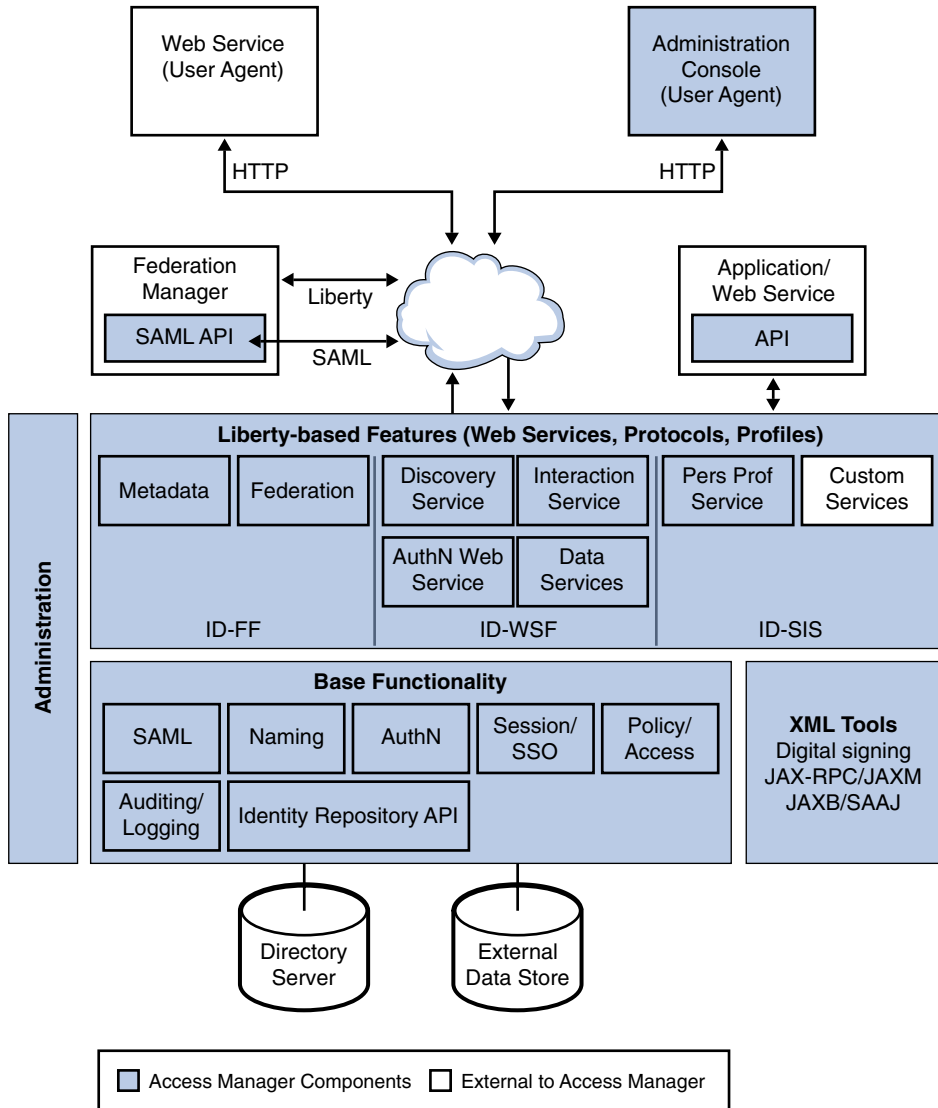 Web Service
(User Agent)
Administration
Console
(User Agent)
HTTP
HTTP
Federation
Manager
SAML API
Liberty
SAML
Application/
Web Service
API
Administration
Liberty-based Features (Web Services, Protocols, Profiles)
Metadata
Federation
Discovery
Service
Interaction
Service
Pers Prof
Service
Custom
Services
AuthN Web
Service
Data
Services
ID-FF
ID-WSF
ID-SIS
Base Functionality
SAML
Naming
AuthN
Session/
SSO
Policy/
Access
Auditing/
Logging
Identity Repository API
XML Tools
Digital signing
JAX-RPC/JAXM
JAXB/SAAJ
Directory
Server
External
Data Store
Access Manager Components
External to Access Manager